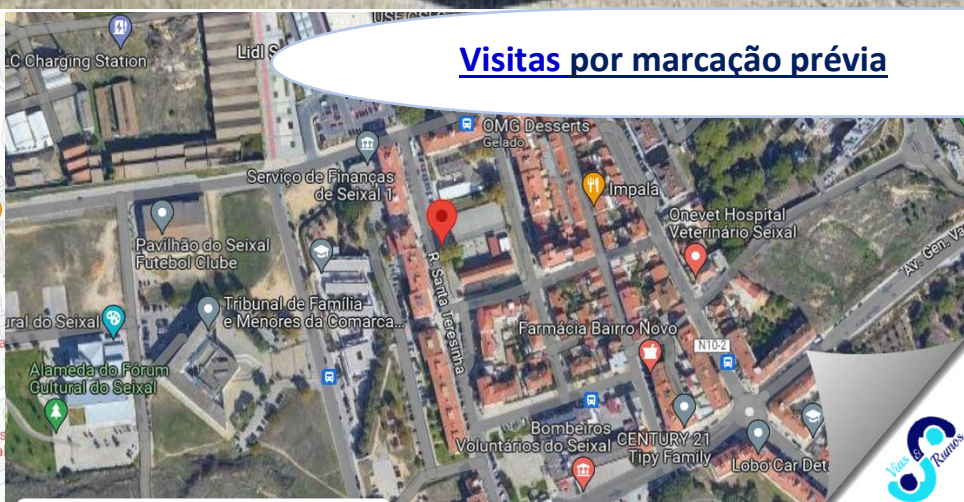 Visitas por marcação prévia
LC Charging Station
Lidl S
OMG Desserts
Gelado
Serviço de Finanças
de Seixal 1
Impala
Onevet Hospital
Veterinário Seixal
Pavilhão do Seixal
Futebol Clube
R. Santa Teresinha
Av. Gen. Va
Tribunal de Família
e Menores da Comarca...
ural do Seixal
Farmácia Bairro Novo
N10-2
Alameda do Fórum
Cultural do Seixal
Bombeiros
Voluntários do Seixal
CENTURY 21
Tipy Family
Lobo Car Det
Vias & Rumos